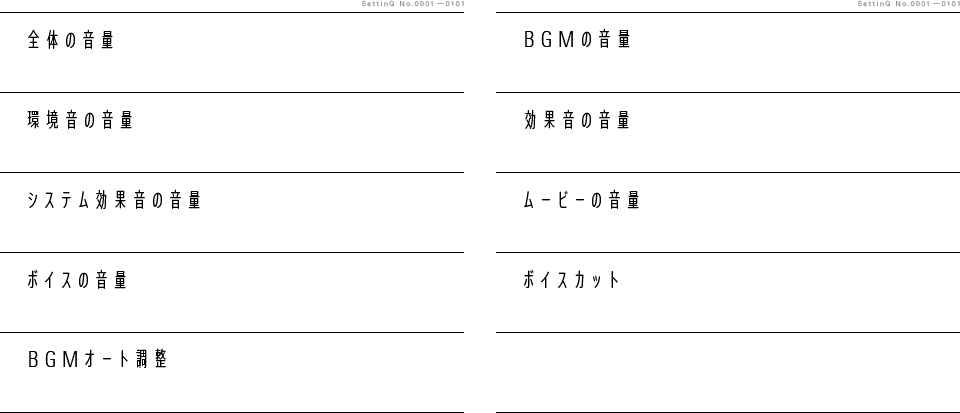 SettinG No.0001—0101
SettinG No.0001—0101
全体の音量
BGMの音量
環境音の音量
効果音の音量
システム効果音の音量
ムービーの音量
ボイスの音量
ボイスカット
BGMオート調整